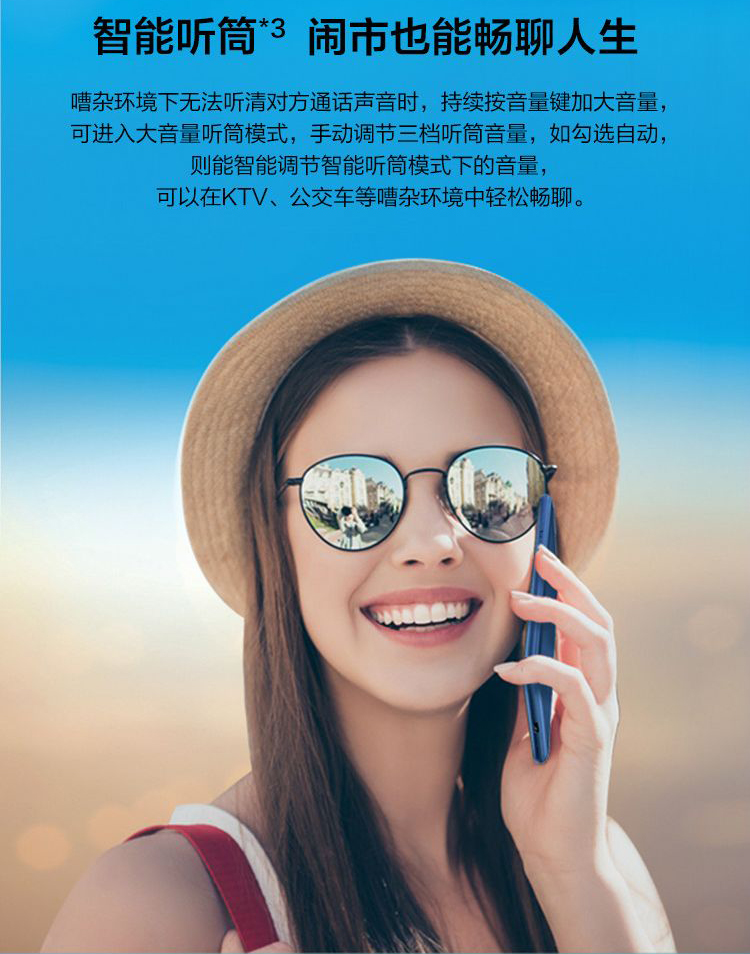 智能听筒*3 闹市也能畅聊人生
嘈杂环境下无法听清对方通话声音时，持续按音量键加大音量，
可进入大音量听筒模式，手动调节三档听筒音量，如勾选自动，
则能智能调节智能听筒模式下的音量，
可以在KTV、公交车等嘈杂环境中轻松畅聊。